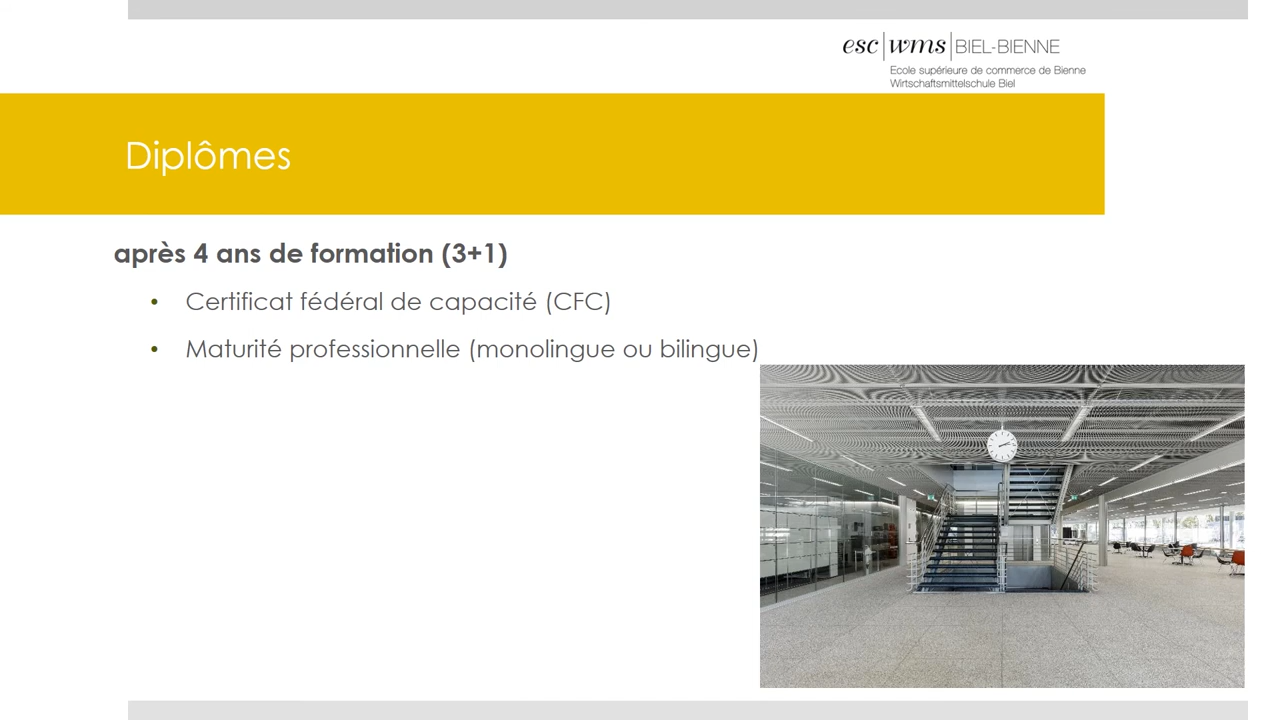 esc|wms|BIEL-BIENNE
Ecole supérieure de commerce de Bienne
Wirtschaftsmittelschule Biel
Diplômes
après 4 ans de formation (3+1)
• Certificat fédéral de capacité (CFC)
• Maturité professionnelle (monolingue ou bilingue)